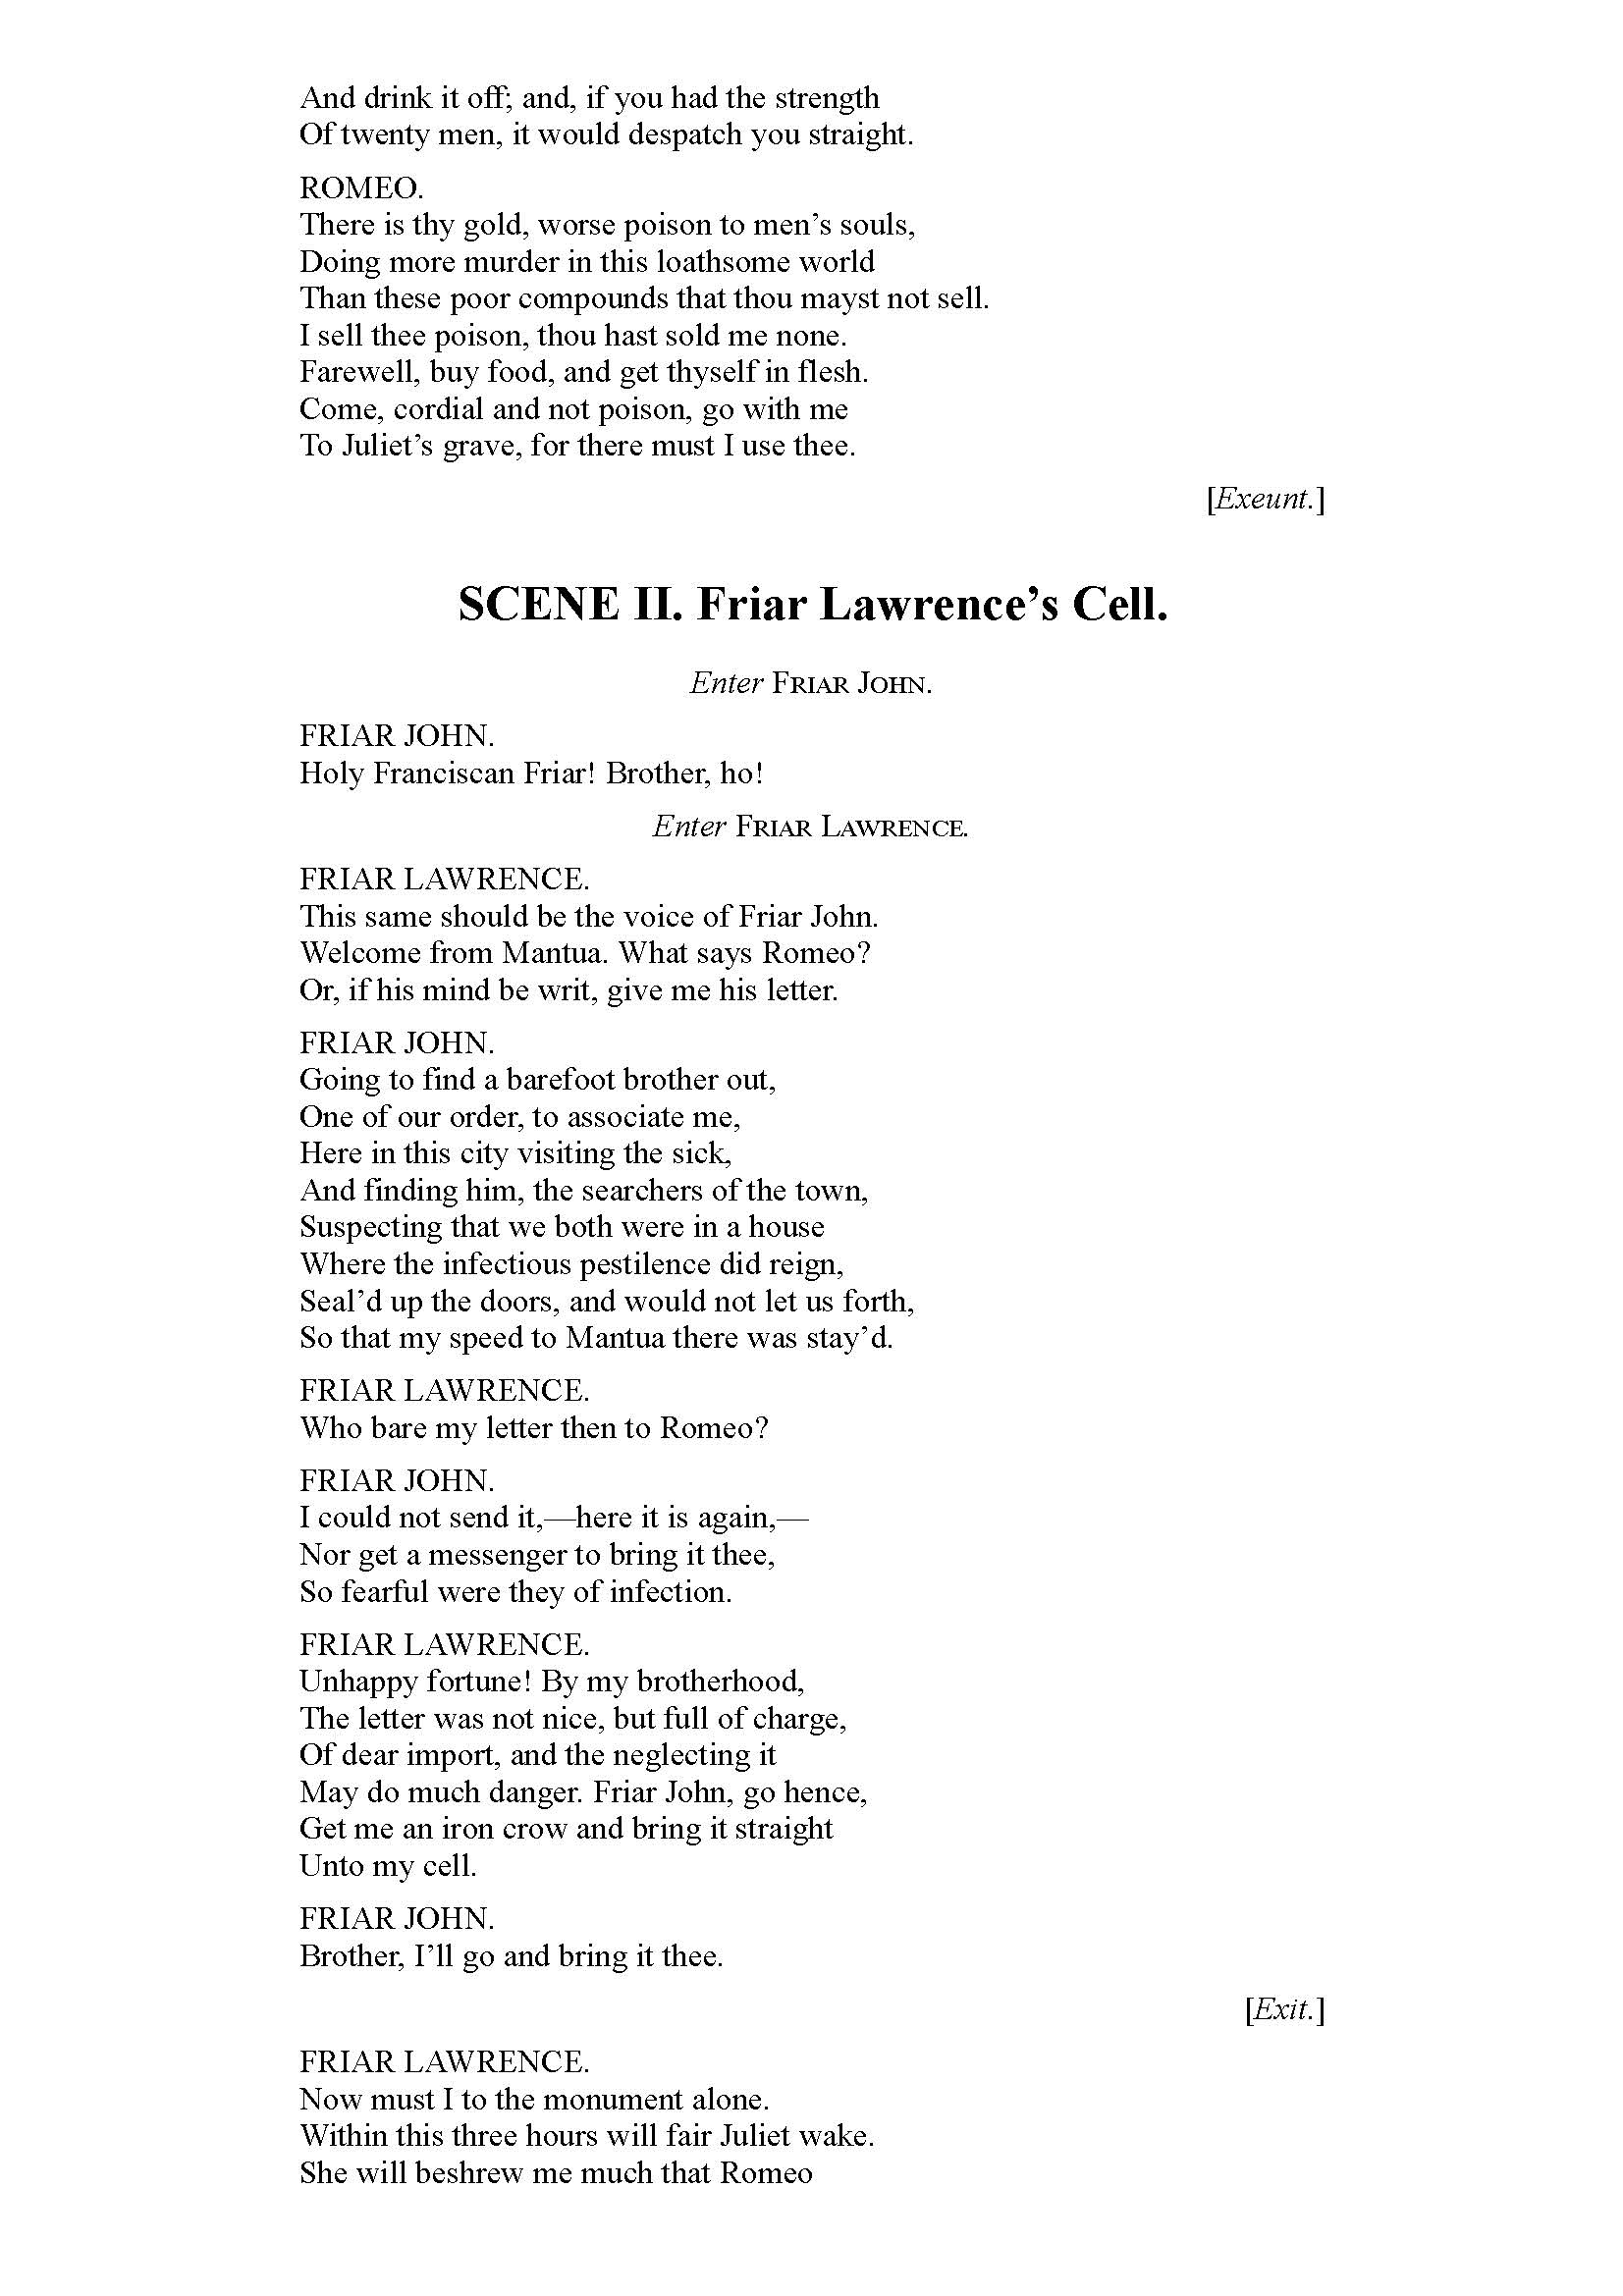 And drink it off; and, if you had the strength
Of twenty men, it would despatch you straight.
ROMEO.
There is thy gold, worse poison to men’s souls,
Doing more murder in this loathsome world
Than these poor compounds that thou mayst not sell.
I sell thee poison, thou hast sold me none.
Farewell, buy food, and get thyself in flesh.
Come, cordial and not poison, go with me
To Juliet’s grave, for there must I use thee.
[Exeunt.]
SCENE II. Friar Lawrence’s Cell.
Enter FRIAR JOHN.
FRIAR JOHN.
Holy Franciscan Friar! Brother, ho!
Enter FRIAR LAWRENCE.
FRIAR LAWRENCE.
This same should be the voice of Friar John.
Welcome from Mantua. What says Romeo?
Or, if his mind be writ, give me his letter.
FRIAR JOHN.
Going to find a barefoot brother out,
One of our order, to associate me,
Here in this city visiting the sick,
And finding him, the searchers of the town,
Suspecting that we both were in a house
Where the infectious pestilence did reign,
Seal’d up the doors, and would not let us forth,
So that my speed to Mantua there was stay’d.
FRIAR LAWRENCE.
Who bare my letter then to Romeo?
FRIAR JOHN.
I could not send it,—here it is again,—
Nor get a messenger to bring it thee,
So fearful were they of infection.
FRIAR LAWRENCE.
Unhappy fortune! By my brotherhood,
The letter was not nice, but full of charge,
Of dear import, and the neglecting it
May do much danger. Friar John, go hence,
Get me an iron crow and bring it straight
Unto my cell.
FRIAR JOHN.
Brother, I’ll go and bring it thee.
[Exit.]
FRIAR LAWRENCE.
Now must I to the monument alone.
Within this three hours will fair Juliet wake.
She will beshrew me much that Romeo